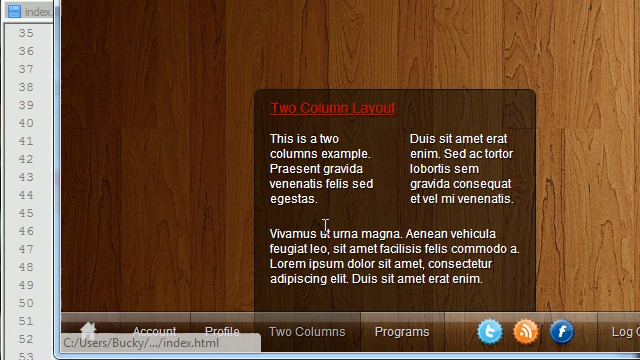 index.
35
36
37
38
39
40
41
42
43
44
45
46
47
48
49
50
51
52
53
Two Column Layout
This is a two
columns example.
Praesent gravida
venenatis felis sed
egestas.
Duis sit amet erat
enim. Sed ac tortor
lobortis sem
gravida consequat
et vel mi venenatis.
Vivamus ut urna magna. Aenean vehicula
feugiat leo, sit amet facilisis felis commodo a.
Lorem ipsum dolor sit amet, consectetur
adipiscing elit. Duis sit amet erat enim.
Account Profile Two Columns Programs Log
C:/Users/Bucky/.../index.html